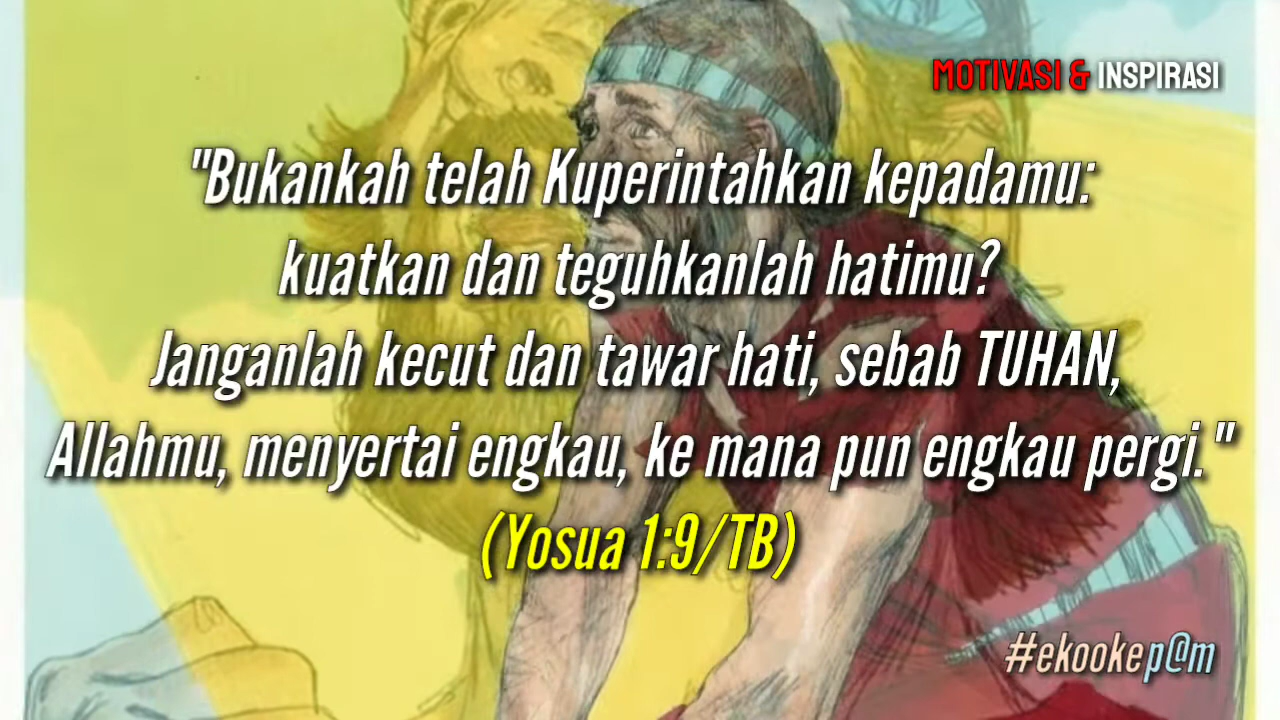 MOTIVASI & INSPIRASI
"Bukankah telah Kuperintahkan kepadamu:
kuatkan dan teguhkanlah hatimu?
Janganlah kecut dan tawar hati, sebab TUHAN,
Allahmu, menyertai engkau, ke mana pun engkau pergi."
(Yosua 1:9/TB)
#ekookep@m